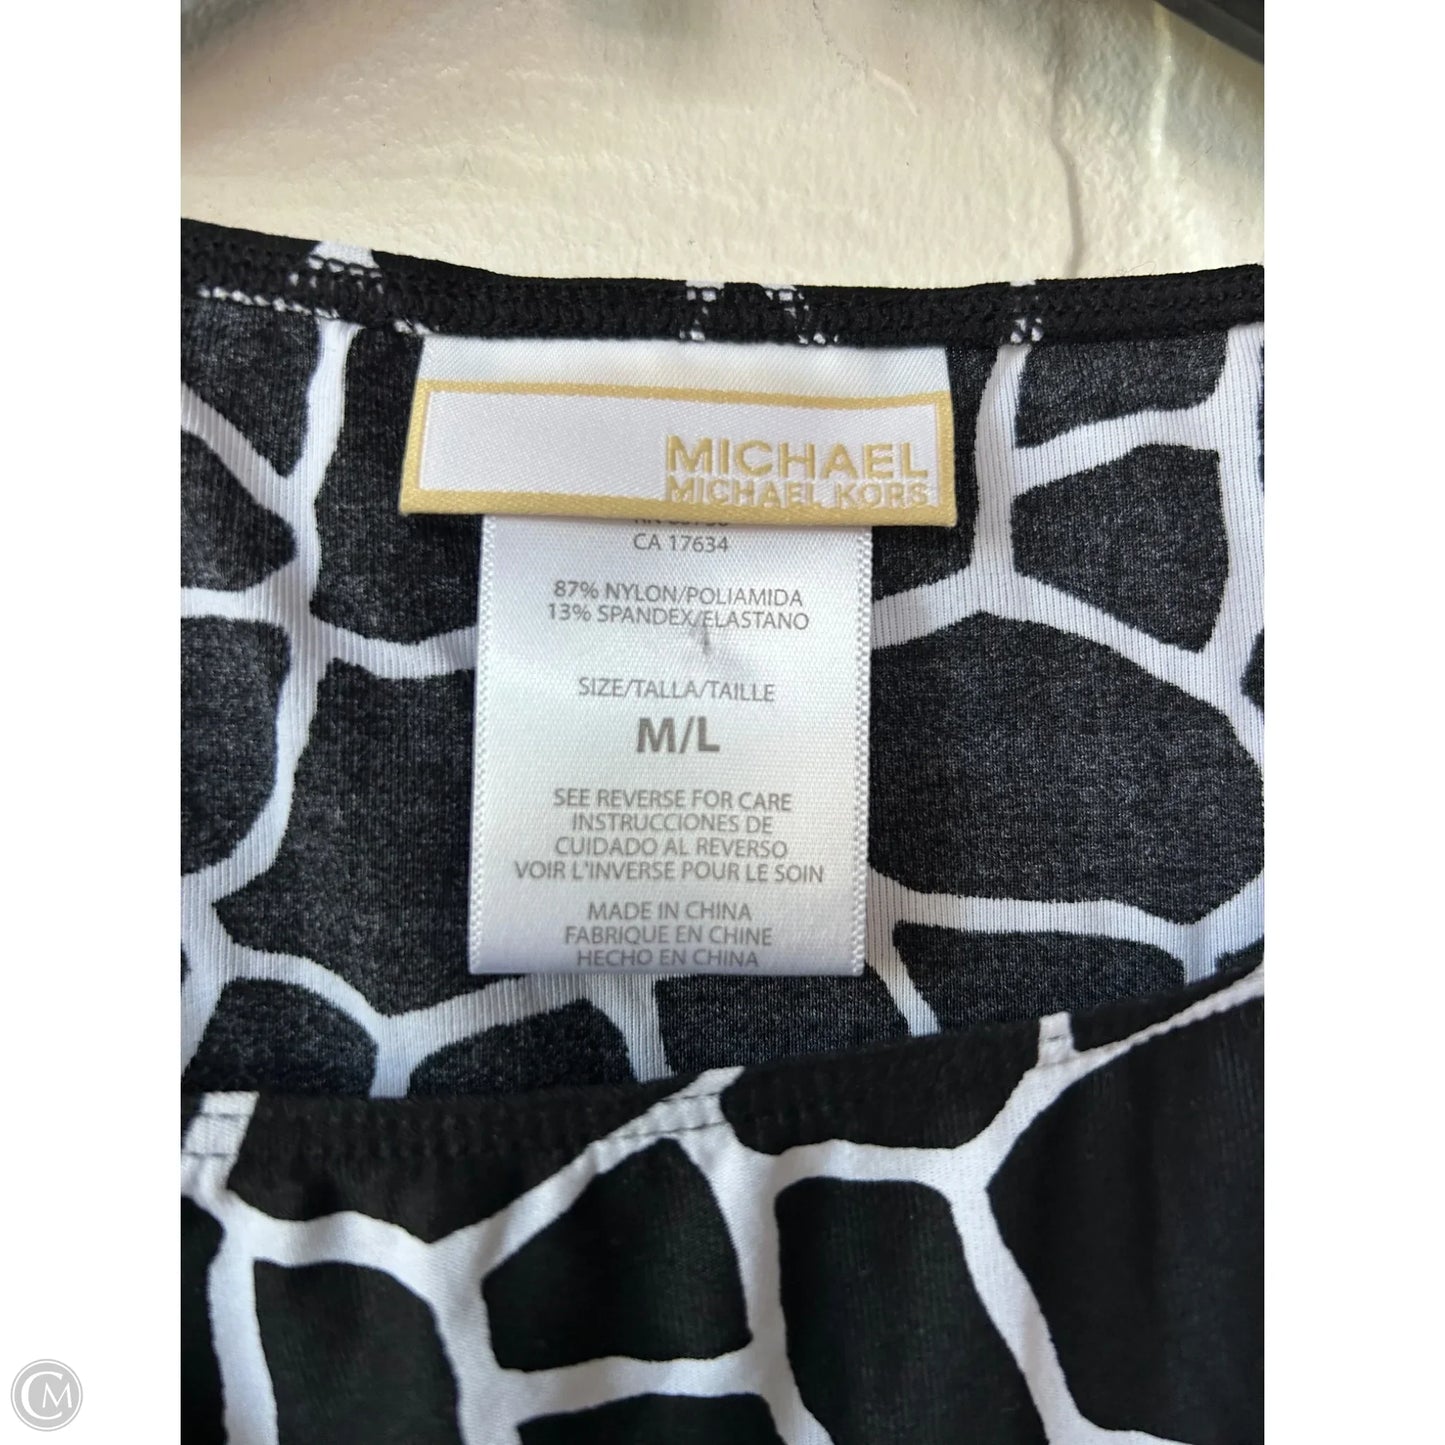 MICHAEL
MICHAEL KORS
CA 17634
87% NYLON/POLIAMIDA
13% SPANDEX/ELASTANO
SIZE/TALLA/TAILLE
M/L
SEE REVERSE FOR CARE
INSTRUCCIONES DE
CUIDADO AL REVERSO
VOIR L'INVERSE POUR LE SOIN
MADE IN CHINA
FABRIQUE EN CHINE
HECHO EN CHINA
CM